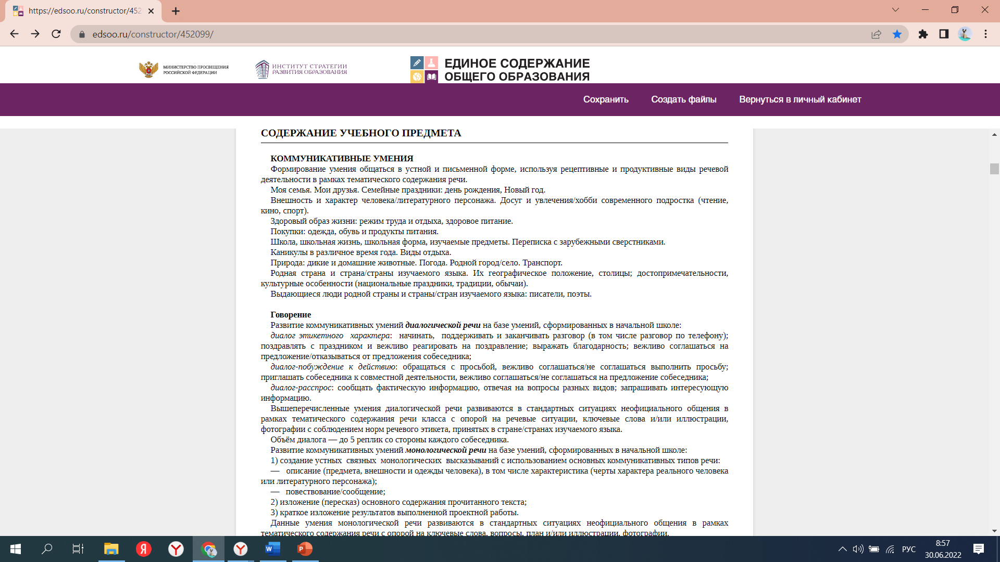 https://edsoo.ru/constructor/452
edsoo.ru/constructor/452099/
МИНИСТЕРСТВО ПРОСВЕЩЕНИЯ
РОССИЙСКОЙ ФЕДЕРАЦИИ
ИНСТИТУТ СТРАТЕГИИ
РАЗВИТИЯ ОБРАЗОВАНИЯ
ЕДИНОЕ СОДЕРЖАНИЕ
ОБЩЕГО ОБРАЗОВАНИЯ
Сохранить Создать файлы Вернуться в личный кабинет
СОДЕРЖАНИЕ УЧЕБНОГО ПРЕДМЕТА
КОММУНИКАТИВНЫЕ УМЕНИЯ
Формирование умения общаться в устной и письменной форме, используя рецептивные и продуктивные виды речевой
деятельности в рамках тематического содержания речи.
Моя семья. Мои друзья. Семейные праздники: день рождения, Новый год.
Внешность и характер человека/литературного персонажа. Досуг и увлечения/хобби современного подростка (чтение,
кино, спорт).
Здоровый образ жизни: режим труда и отдыха, здоровое питание.
Покупки: одежда, обувь и продукты питания.
Школа, школьная жизнь, школьная форма, изучаемые предметы. Переписка с зарубежными сверстниками.
Каникулы в различное время года. Виды отдыха.
Природа: дикие и домашние животные. Погода. Родной город/село. Транспорт.
Родная страна и страна/страны изучаемого языка. Их географическое положение, столицы; достопримечательности,
культурные особенности (национальные праздники, традиции, обычаи).
Выдающиеся люди родной страны и страны/стран изучаемого языка: писатели, поэты.
Говорение
Развитие коммуникативных умений диалогической речи на базе умений, сформированных в начальной школе:
диалог этикетного характера: начинать, поддерживать и заканчивать разговор (в том числе разговор по телефону);
поздравлять с праздником и вежливо реагировать на поздравление; выражать благодарность; вежливо соглашаться на
предложение/отказываться от предложения собеседника;
диалог-побуждение к действию: обращаться с просьбой, вежливо соглашаться/не соглашаться выполнить просьбу;
приглашать собеседника к совместной деятельности, вежливо соглашаться/не соглашаться на предложение собеседника;
диалог-расспрос: сообщать фактическую информацию, отвечая на вопросы разных видов; запрашивать интересующую
информацию.
Вышеперечисленные умения диалогической речи развиваются в стандартных ситуациях неофициального общения в
рамках тематического содержания речи класса с опорой на речевые ситуации, ключевые слова и/или иллюстрации,
фотографии с соблюдением норм речевого этикета, принятых в стране/странах изучаемого языка.
Объём диалога — до 5 реплик со стороны каждого собеседника.
Развитие коммуникативных умений монологической речи на базе умений, сформированных в начальной школе:
1) создание устных связных монологических высказываний с использованием основных коммуникативных типов речи:
— описание (предмета, внешности и одежды человека), в том числе характеристика (черты характера реального человека
или литературного персонажа);
— повествование/сообщение;
2) изложение (пересказ) основного содержания прочитанного текста;
3) краткое изложение результатов выполненной проектной работы.
Данные умения монологической речи развиваются в стандартных ситуациях неофициального общения в рамках
тематического содержания речи с опорой на ключевые слова, вопросы, план и/или иллюстрации, фотографии.
РУС
8:57
30.06.2022